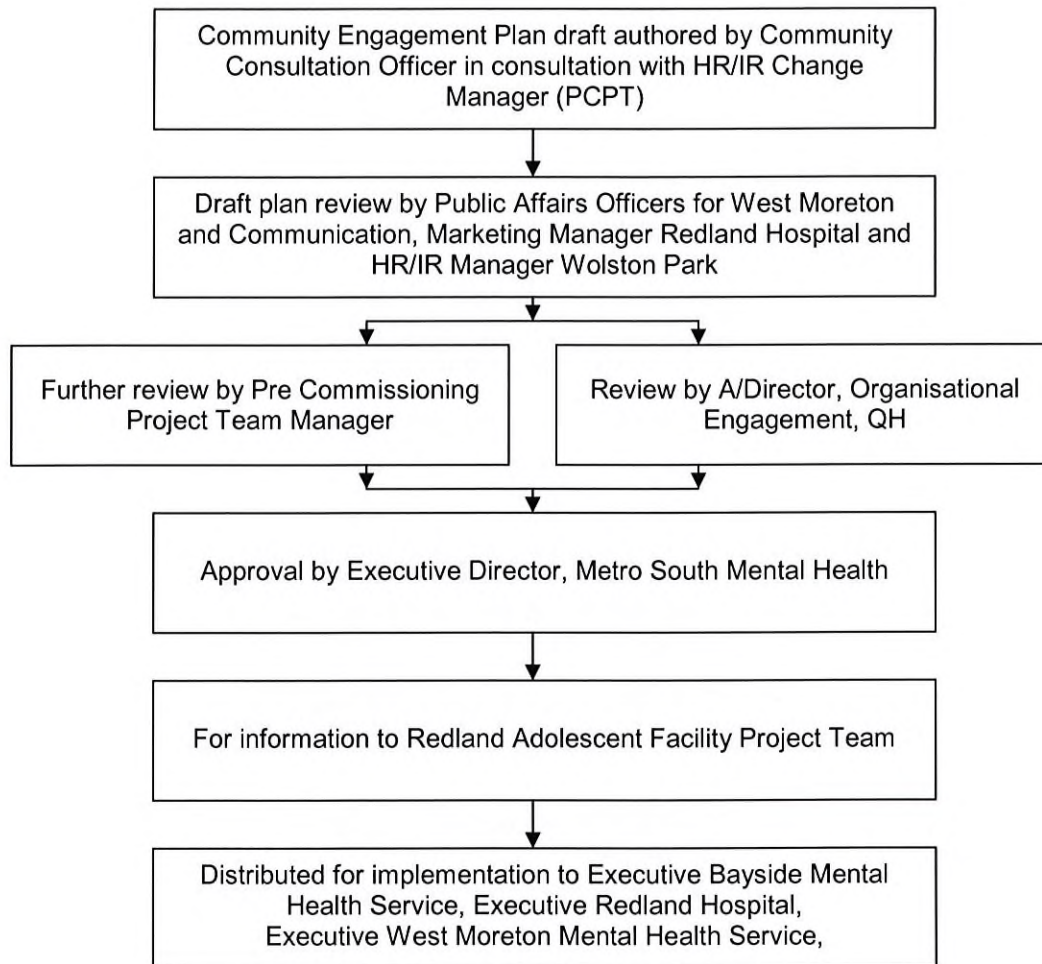 Community Engagement Plan draft authored by Community
Consultation Officer in consultation with HR/IR Change
Manager (PCPT)
Draft plan review by Public Affairs Officers for West Moreton
and Communication, Marketing Manager Redland Hospital and
HR/IR Manager Wolston Park
Further review by Pre Commissioning
Project Team Manager
Review by A/Director, Organisational
Engagement, QH
Approval by Executive Director, Metro South Mental Health
For information to Redland Adolescent Facility Project Team
Distributed for implementation to Executive Bayside Mental
Health Service, Executive Redland Hospital,
Executive West Moreton Mental Health Service,